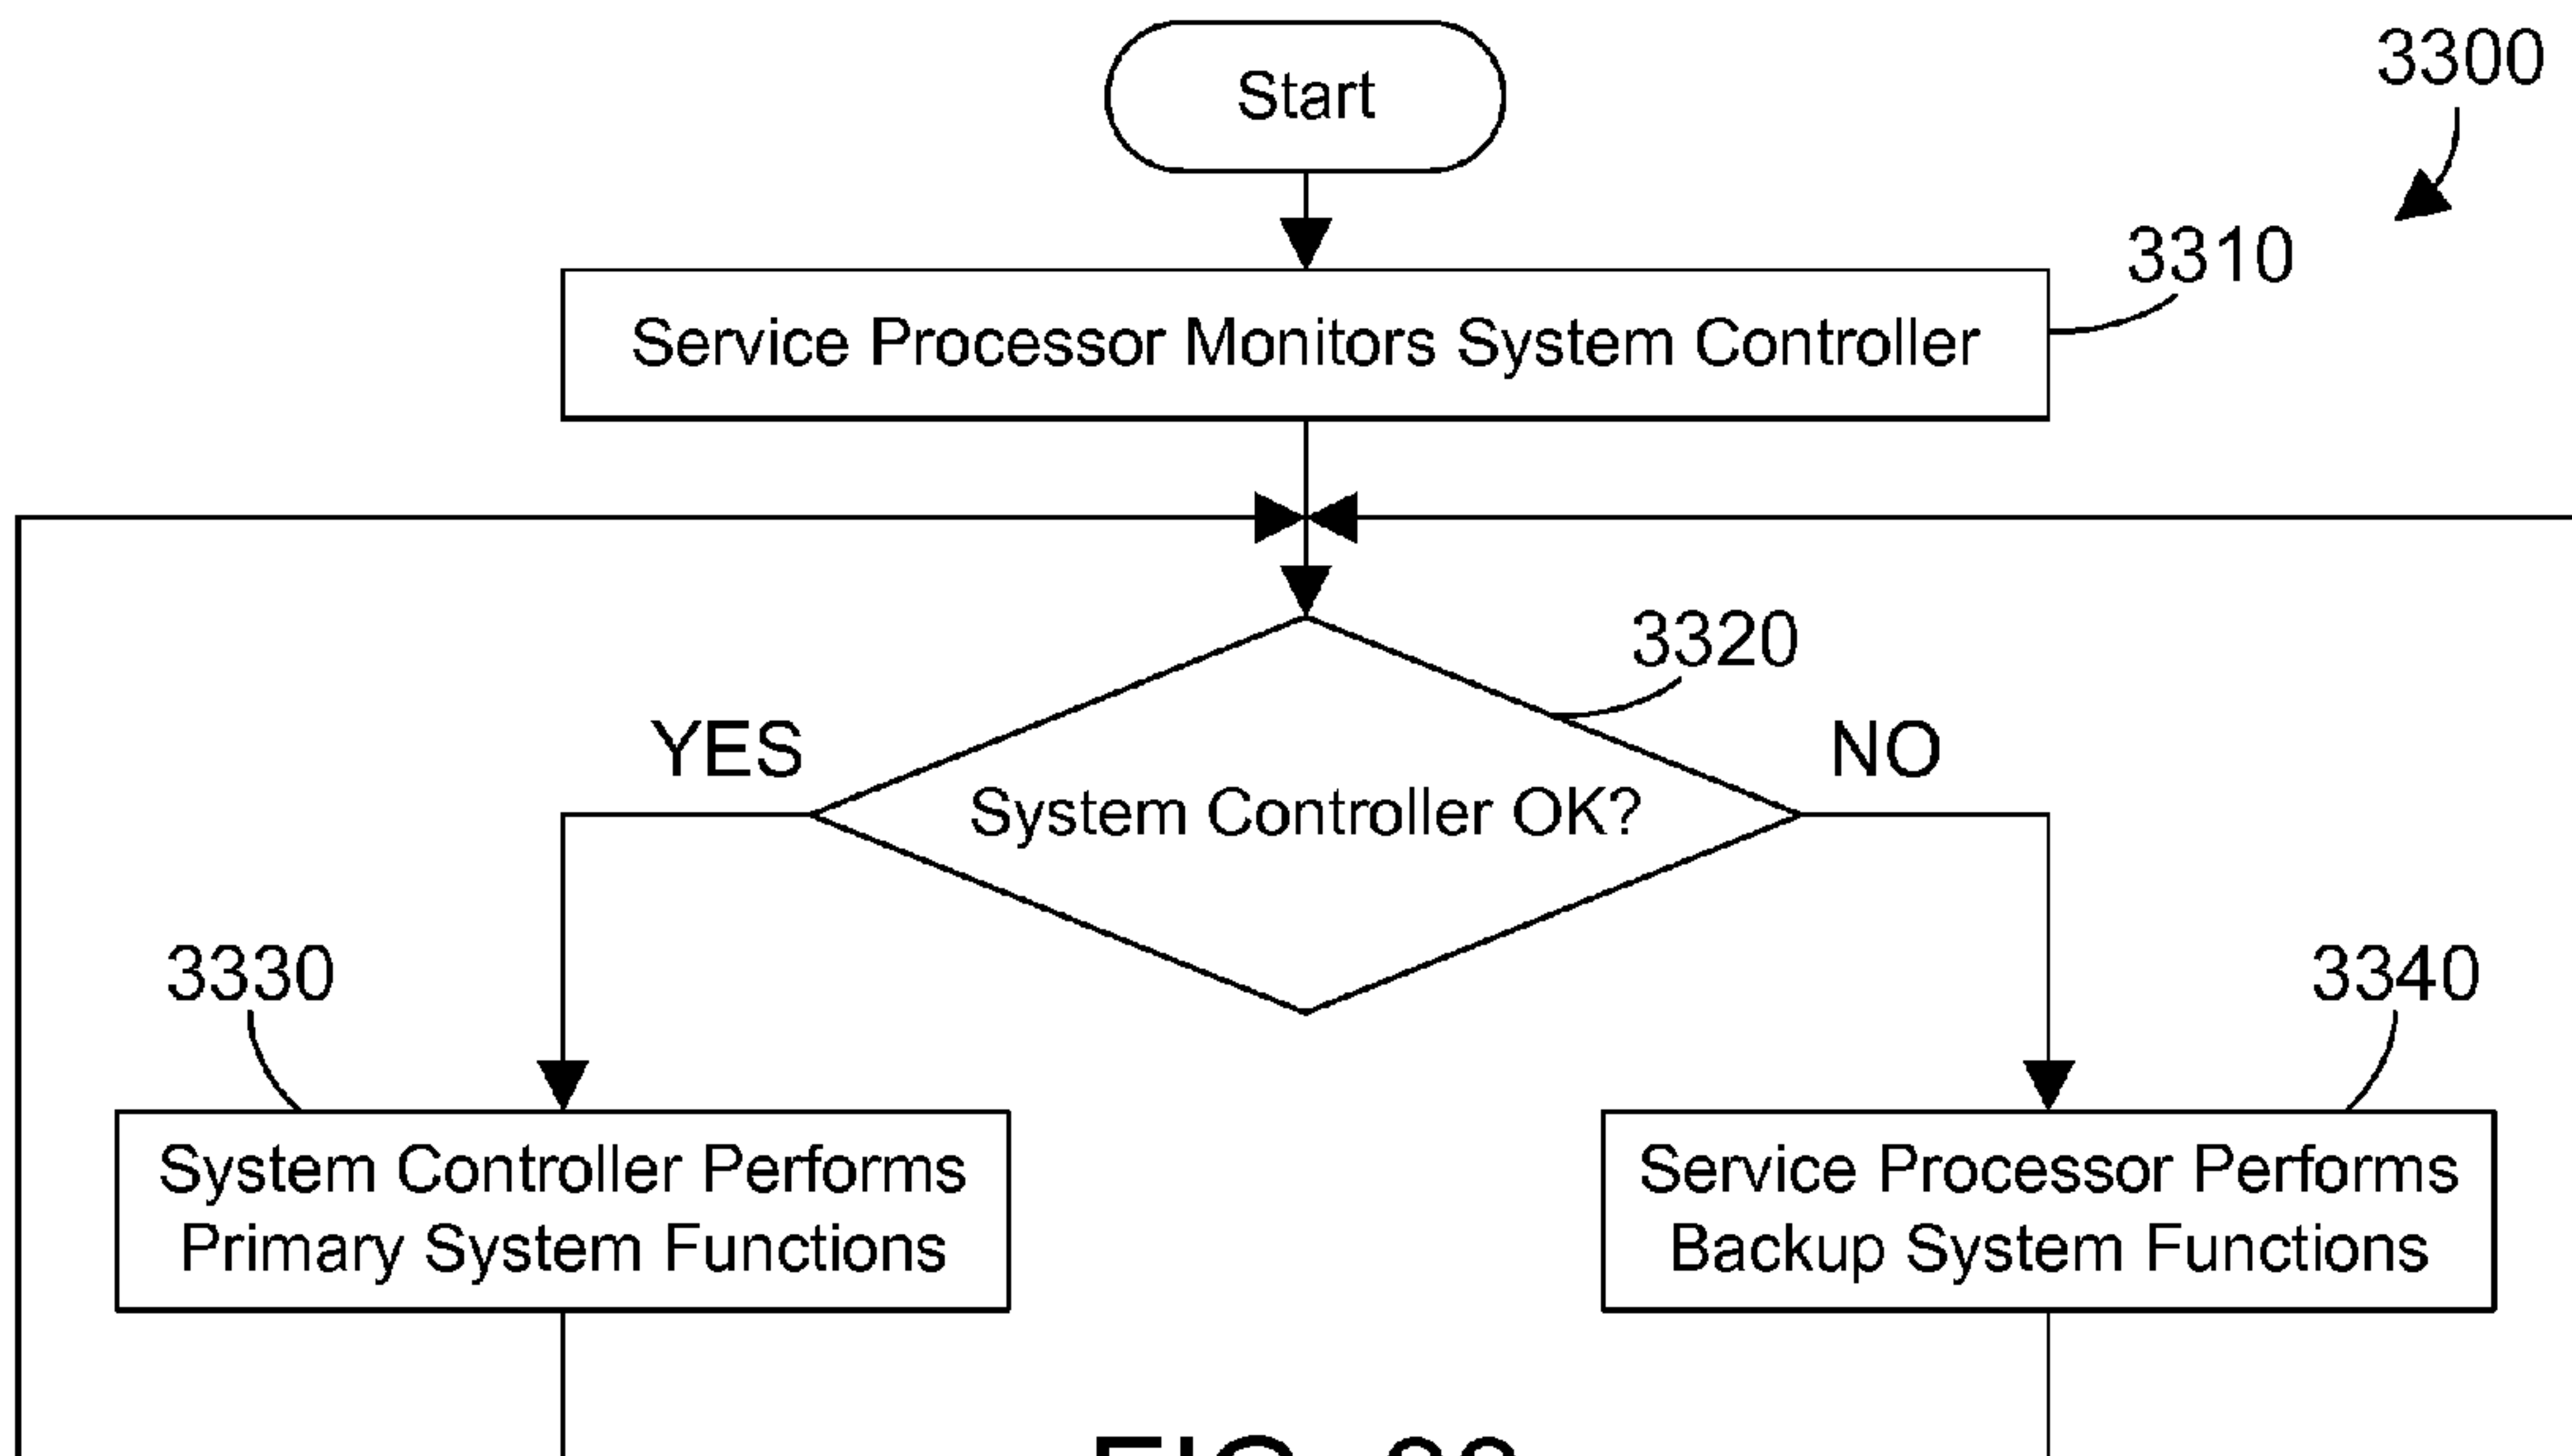 Start
3300
3310
Service Processor Monitors System Controller
3320
YES
NO
System Controller OK?
3330
3340
System Controller Performs
Primary System Functions
Service Processor Performs
Backup System Functions